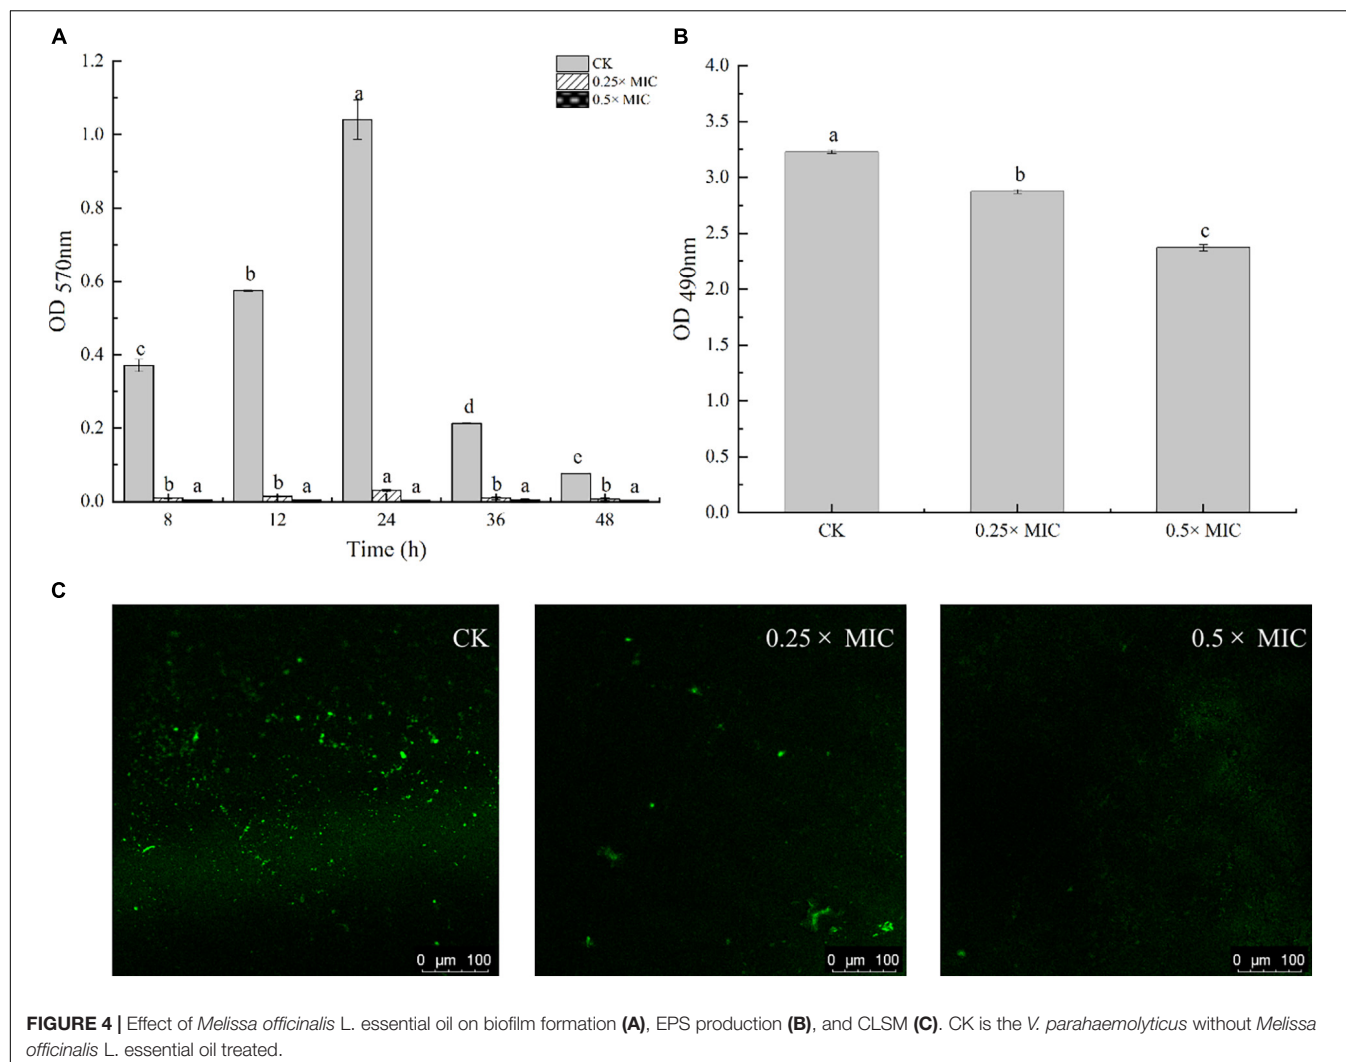 A
1.2
1.0
0.8
0.6
0.4
0.2
0.0
OD 570nm
CK
0.25× MIC
0.5× MIC
c
b
a
b
b
a
a
a
a
d
b
a
e
b
a
8
12
24
36
48
Time (h)
B
4.0
3.5
3.0
2.5
2.0
1.5
1.0
0.5
0.0
OD 490nm
a
b
c
CK
0.25× MIC
0.5× MIC
C
CK
0 µm 100
0.25 × MIC
0 µm 100
0.5 × MIC
0 µm 100
FIGURE 4 | Effect of Melissa officinalis L. essential oil on biofilm formation (A), EPS production (B), and CLSM (C). CK is the V. parahaemolyticus without Melissa
officinalis L. essential oil treated.